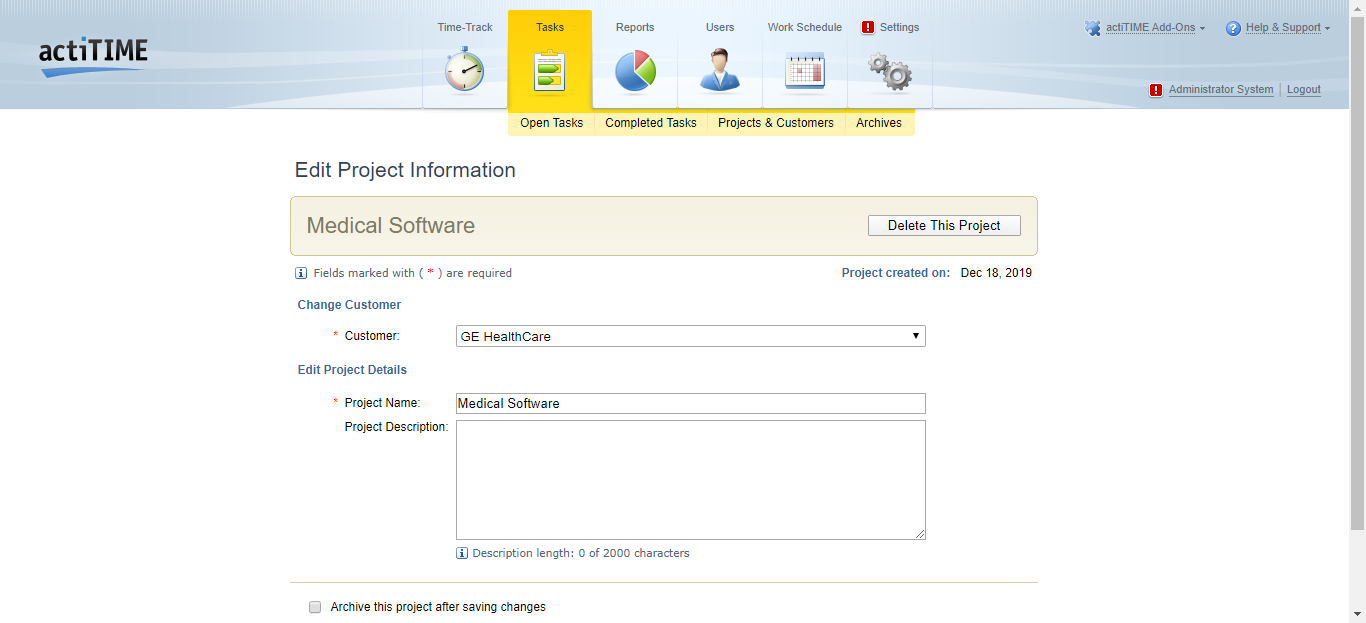 actiTIME
Time-Track
Tasks
Reports
Users
Work Schedule
! Settings
actiTIME Add-Ons
? Help & Support
! Administrator System | Logout
Open Tasks
Completed Tasks
Projects & Customers
Archives
Edit Project Information
Medical Software
Delete This Project
i Fields marked with ( * ) are required
Project created on: Dec 18, 2019
Change Customer
* Customer: GE HealthCare
Edit Project Details
* Project Name: Medical Software
Project Description:
i Description length: 0 of 2000 characters
Archive this project after saving changes